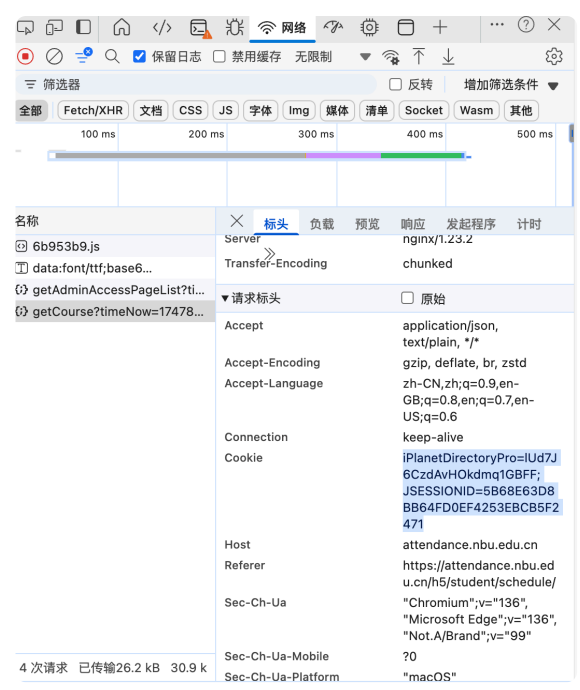 网络
保留日志 禁用缓存 无限制
筛选器 反转 增加筛选条件
全部 Fetch/XHR 文档 CSS JS 字体 Img 媒体 清单 Socket Wasm 其他
100 ms 200 ms 300 ms 400 ms 500 ms
名称 标头 负载 预览 响应 发起程序 计时
6b953b9.js
data:font/ttf;base6...
getAdminAccessPageList?ti...
getCourse?timeNow=17478...
Server nginx/1.23.2
Transfer-Encoding chunked
请求标头 原始
Accept application/json,
text/plain, */*
Accept-Encoding gzip, deflate, br, zstd
Accept-Language zh-CN,zh;q=0.9,en-
GB;q=0.8,en;q=0.7,en-
US;q=0.6
Connection keep-alive
Cookie iPlanetDirectoryPro=lUd7J
6CzdAvHOkdmq1GBFF;
JSESSIONID=5B68E63D8
BB64FD0EF4253EBCB5F2
471
Host attendance.nbu.edu.cn
Referer https://attendance.nbu.ed
u.cn/h5/student/schedule/
Sec-Ch-Ua "Chromium";v="136",
"Microsoft Edge";v="136",
"Not.A/Brand";v="99"
Sec-Ch-Ua-Mobile ?0
Sec-Ch-Ua-Platform "macOS"
4 次请求 已传输26.2 kB 30.9 k